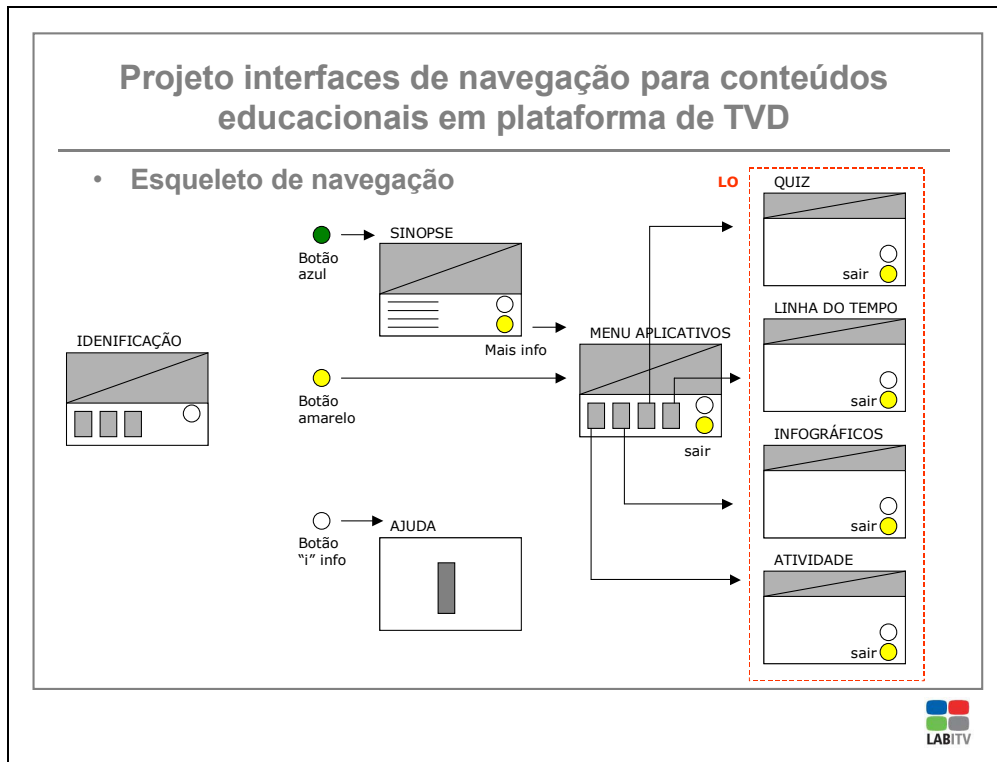 Projeto interfaces de navegação para conteúdos
educacionais em plataforma de TVD
• Esqueleto de navegação
LO
QUIZ
sair
SINOPSE
Botão
azul
Mais info
LINHA DO TEMPO
sair
IDENIFICAÇÃO
MENU APLICATIVOS
sair
Botão
amarelo
INFOGRÁFICOS
sair
Botão
“i” info
AJUDA
ATIVIDADE
sair
LABITV